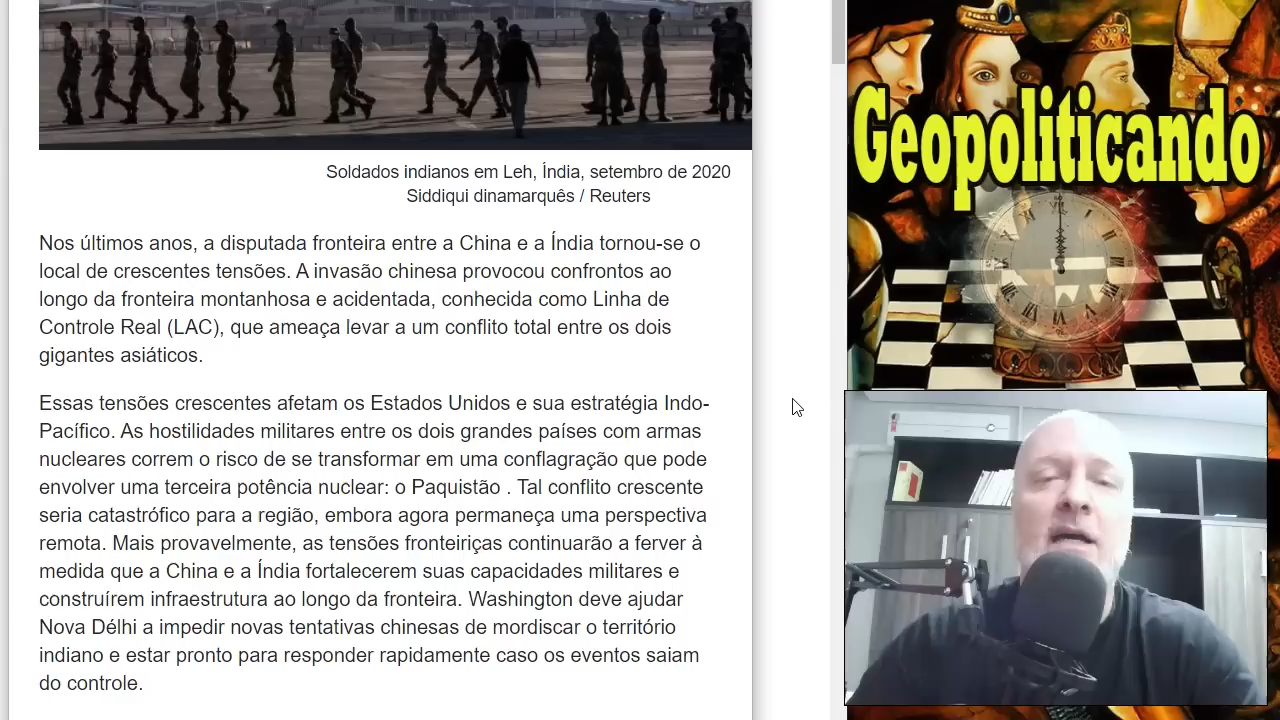 Geopoliticando
Soldados indianos em Leh, Índia, setembro de 2020
Siddiqui dinamarquês / Reuters
Nos últimos anos, a disputada fronteira entre a China e a Índia tornou-se o
local de crescentes tensões. A invasão chinesa provocou confrontos ao
longo da fronteira montanhosa e acidentada, conhecida como Linha de
Controle Real (LAC), que ameaça levar a um conflito total entre os dois
gigantes asiáticos.
Essas tensões crescentes afetam os Estados Unidos e sua estratégia Indo-
Pacífico. As hostilidades militares entre os dois grandes países com armas
nucleares correm o risco de se transformar em uma conflagração que pode
envolver uma terceira potência nuclear: o Paquistão . Tal conflito crescente
seria catastrófico para a região, embora agora permaneça uma perspectiva
remota. Mais provavelmente, as tensões fronteiriças continuarão a ferver à
medida que a China e a Índia fortalecerem suas capacidades militares e
construírem infraestrutura ao longo da fronteira. Washington deve ajudar
Nova Délhi a impedir novas tentativas chinesas de mordiscar o território
indiano e estar pronto para responder rapidamente caso os eventos saiam
do controle.